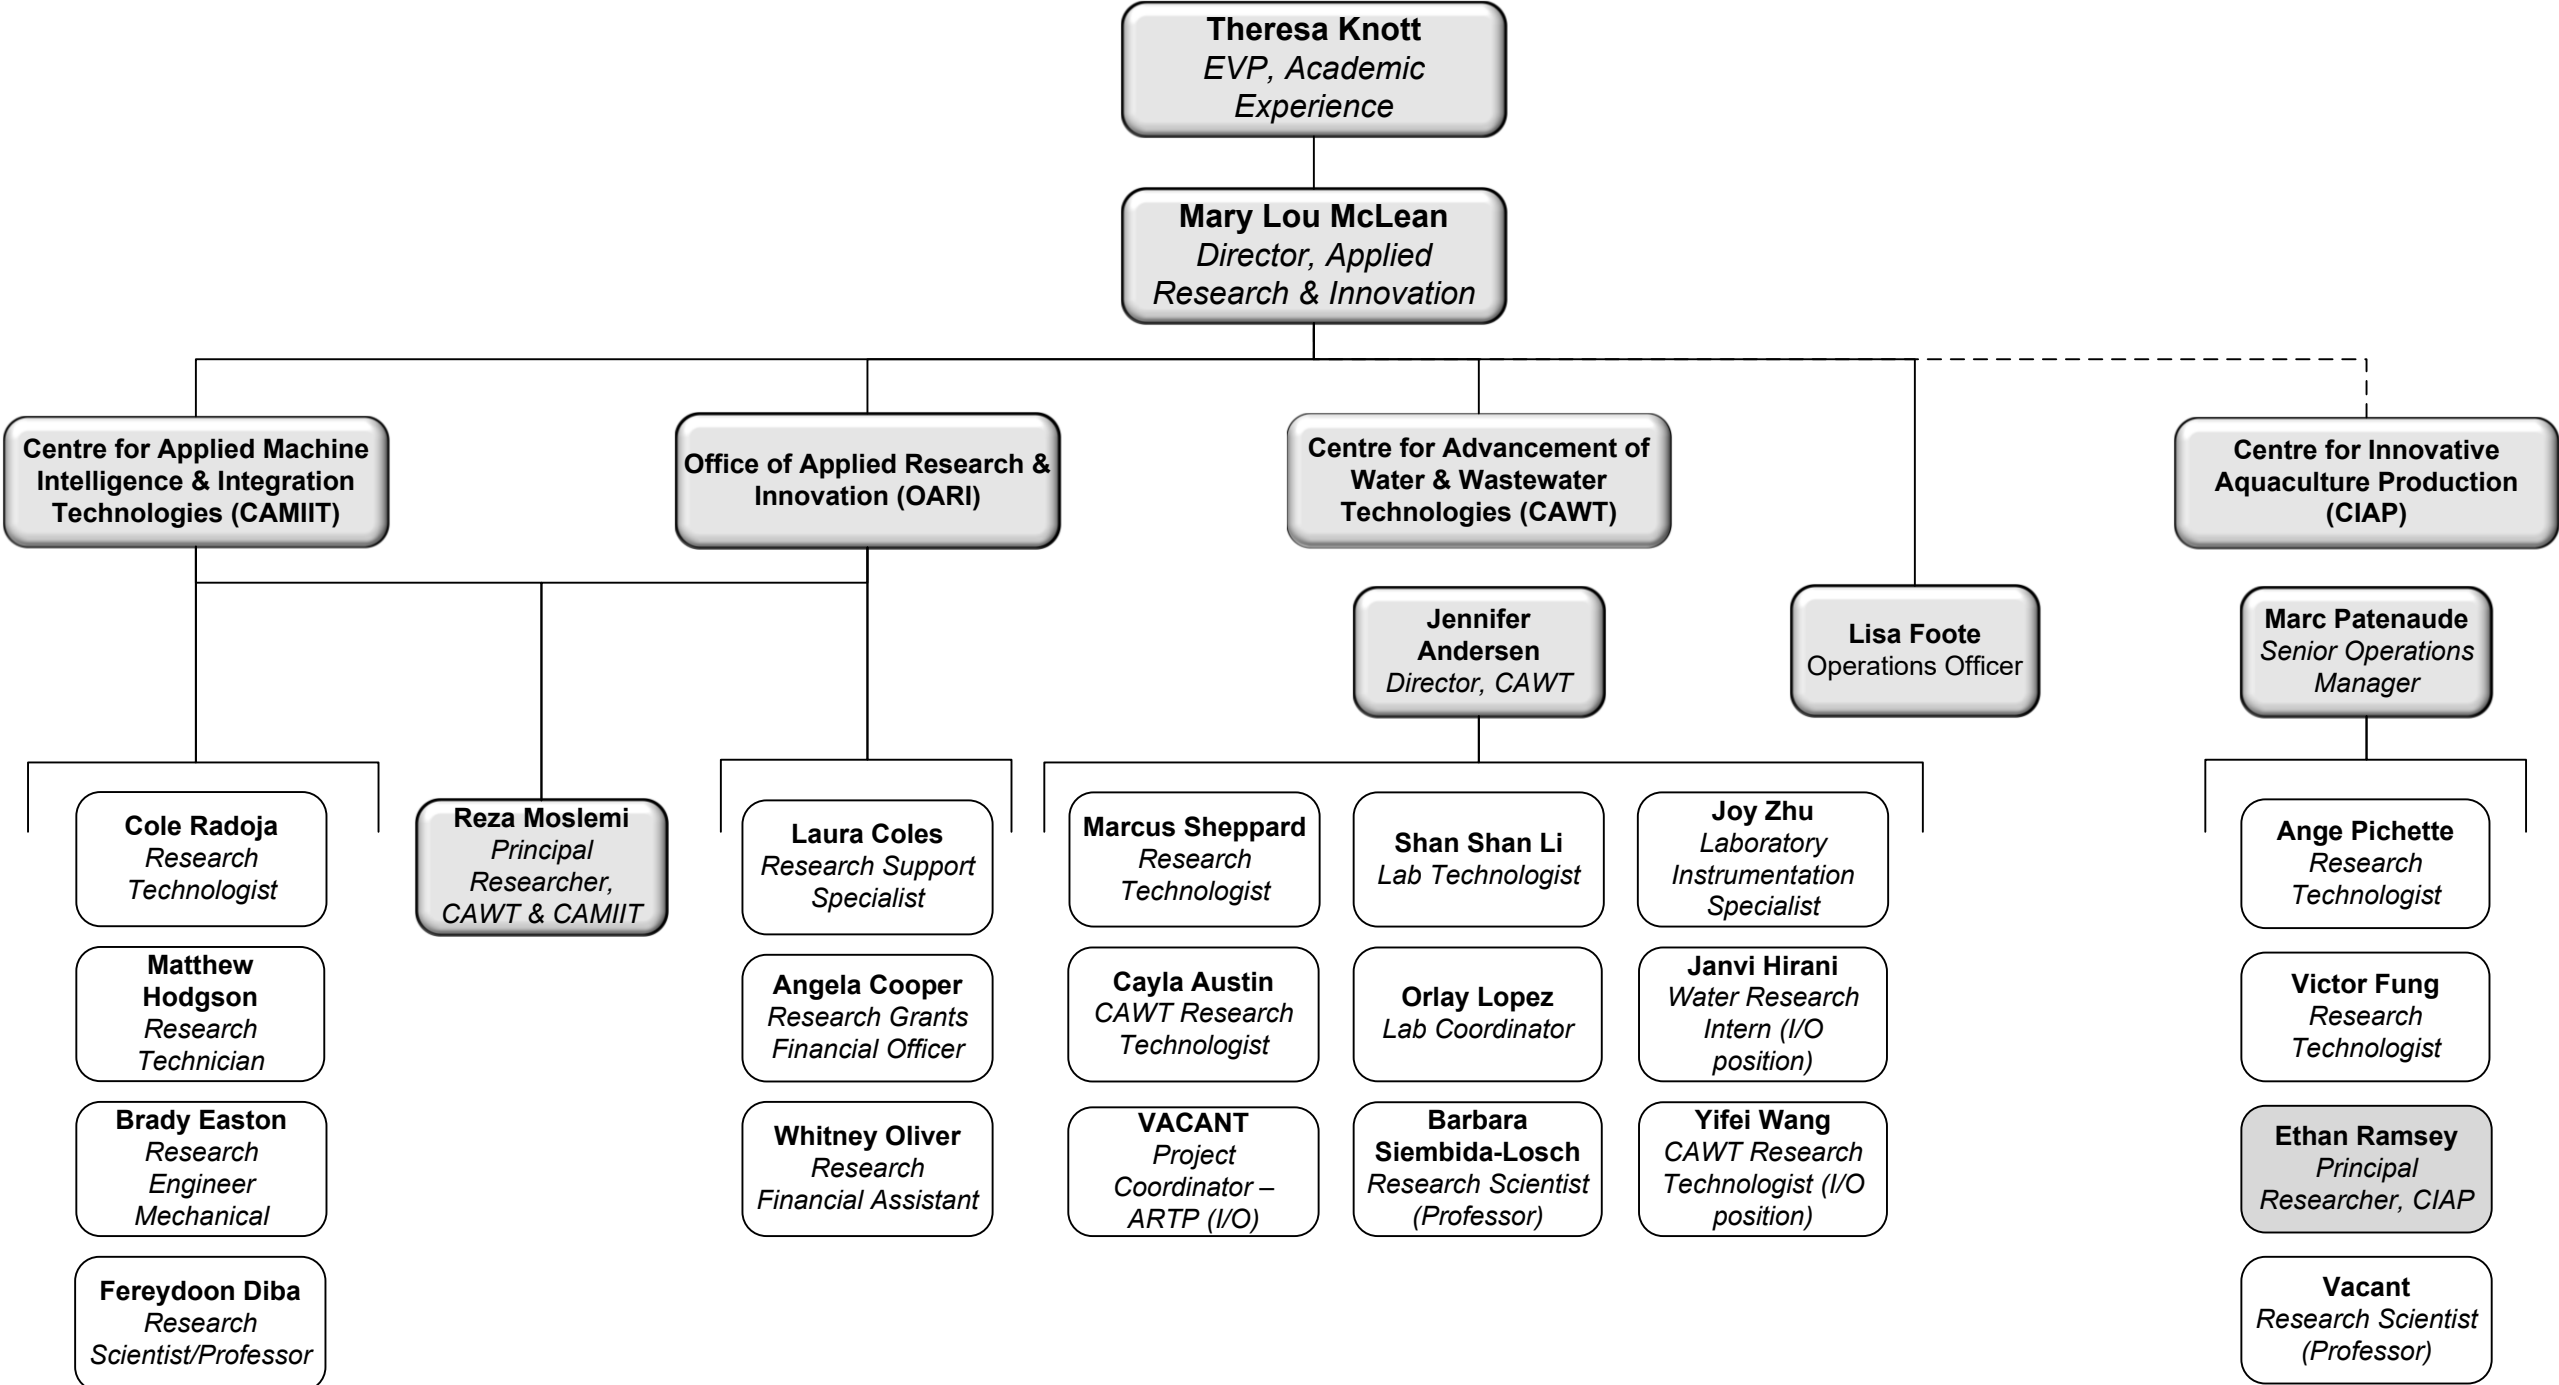 Theresa Knott
EVP, Academic
Experience
Mary Lou McLean
Director, Applied
Research & Innovation
Centre for Applied Machine
Intelligence & Integration
Technologies (CAMIIT)
Office of Applied Research &
Innovation (OARI)
Centre for Advancement of
Water & Wastewater
Technologies (CAWT)
Centre for Innovative
Aquaculture Production
(CIAP)
Jennifer
Andersen
Director, CAWT
Lisa Foote
Operations Officer
Marc Patenaude
Senior Operations
Manager
Cole Radoja
Research
Technologist
Matthew
Hodgson
Research
Technician
Brady Easton
Research
Engineer
Mechanical
Fereydoon Diba
Research
Scientist/Professor
Reza Moslemi
Principal
Researcher,
CAWT & CAMIIT
Laura Coles
Research Support
Specialist
Angela Cooper
Research Grants
Financial Officer
Whitney Oliver
Research
Financial Assistant
Marcus Sheppard
Research
Technologist
Cayla Austin
CAWT Research
Technologist
VACANT
Project
Coordinator –
ARTP (I/O)
Shan Shan Li
Lab Technologist
Orlay Lopez
Lab Coordinator
Barbara
Siembida-Losch
Research Scientist
(Professor)
Joy Zhu
Laboratory
Instrumentation
Specialist
Janvi Hirani
Water Research
Intern (I/O
position)
Yifei Wang
CAWT Research
Technologist (I/O
position)
Ange Pichette
Research
Technologist
Victor Fung
Research
Technologist
Ethan Ramsey
Principal
Researcher, CIAP
Vacant
Research Scientist
(Professor)